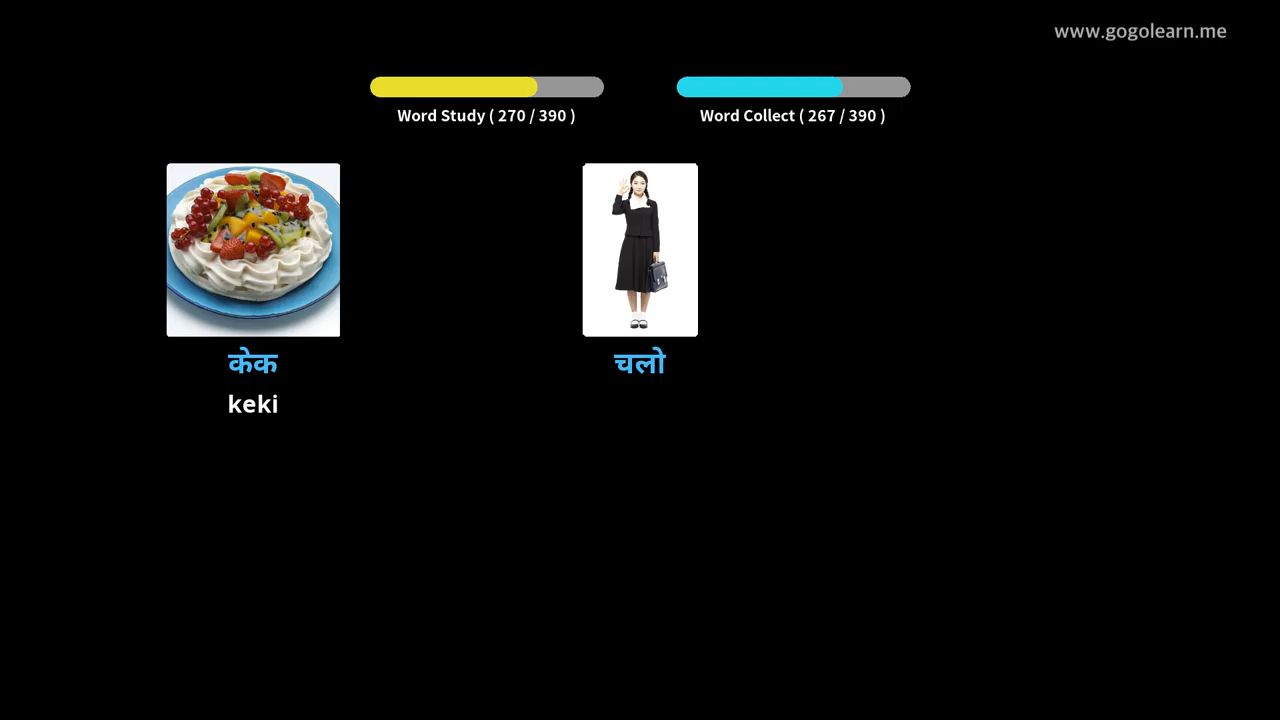 www.gogolearn.me
Word Study ( 270 / 390 )
Word Collect ( 267 / 390 )
केक
चलो
keki